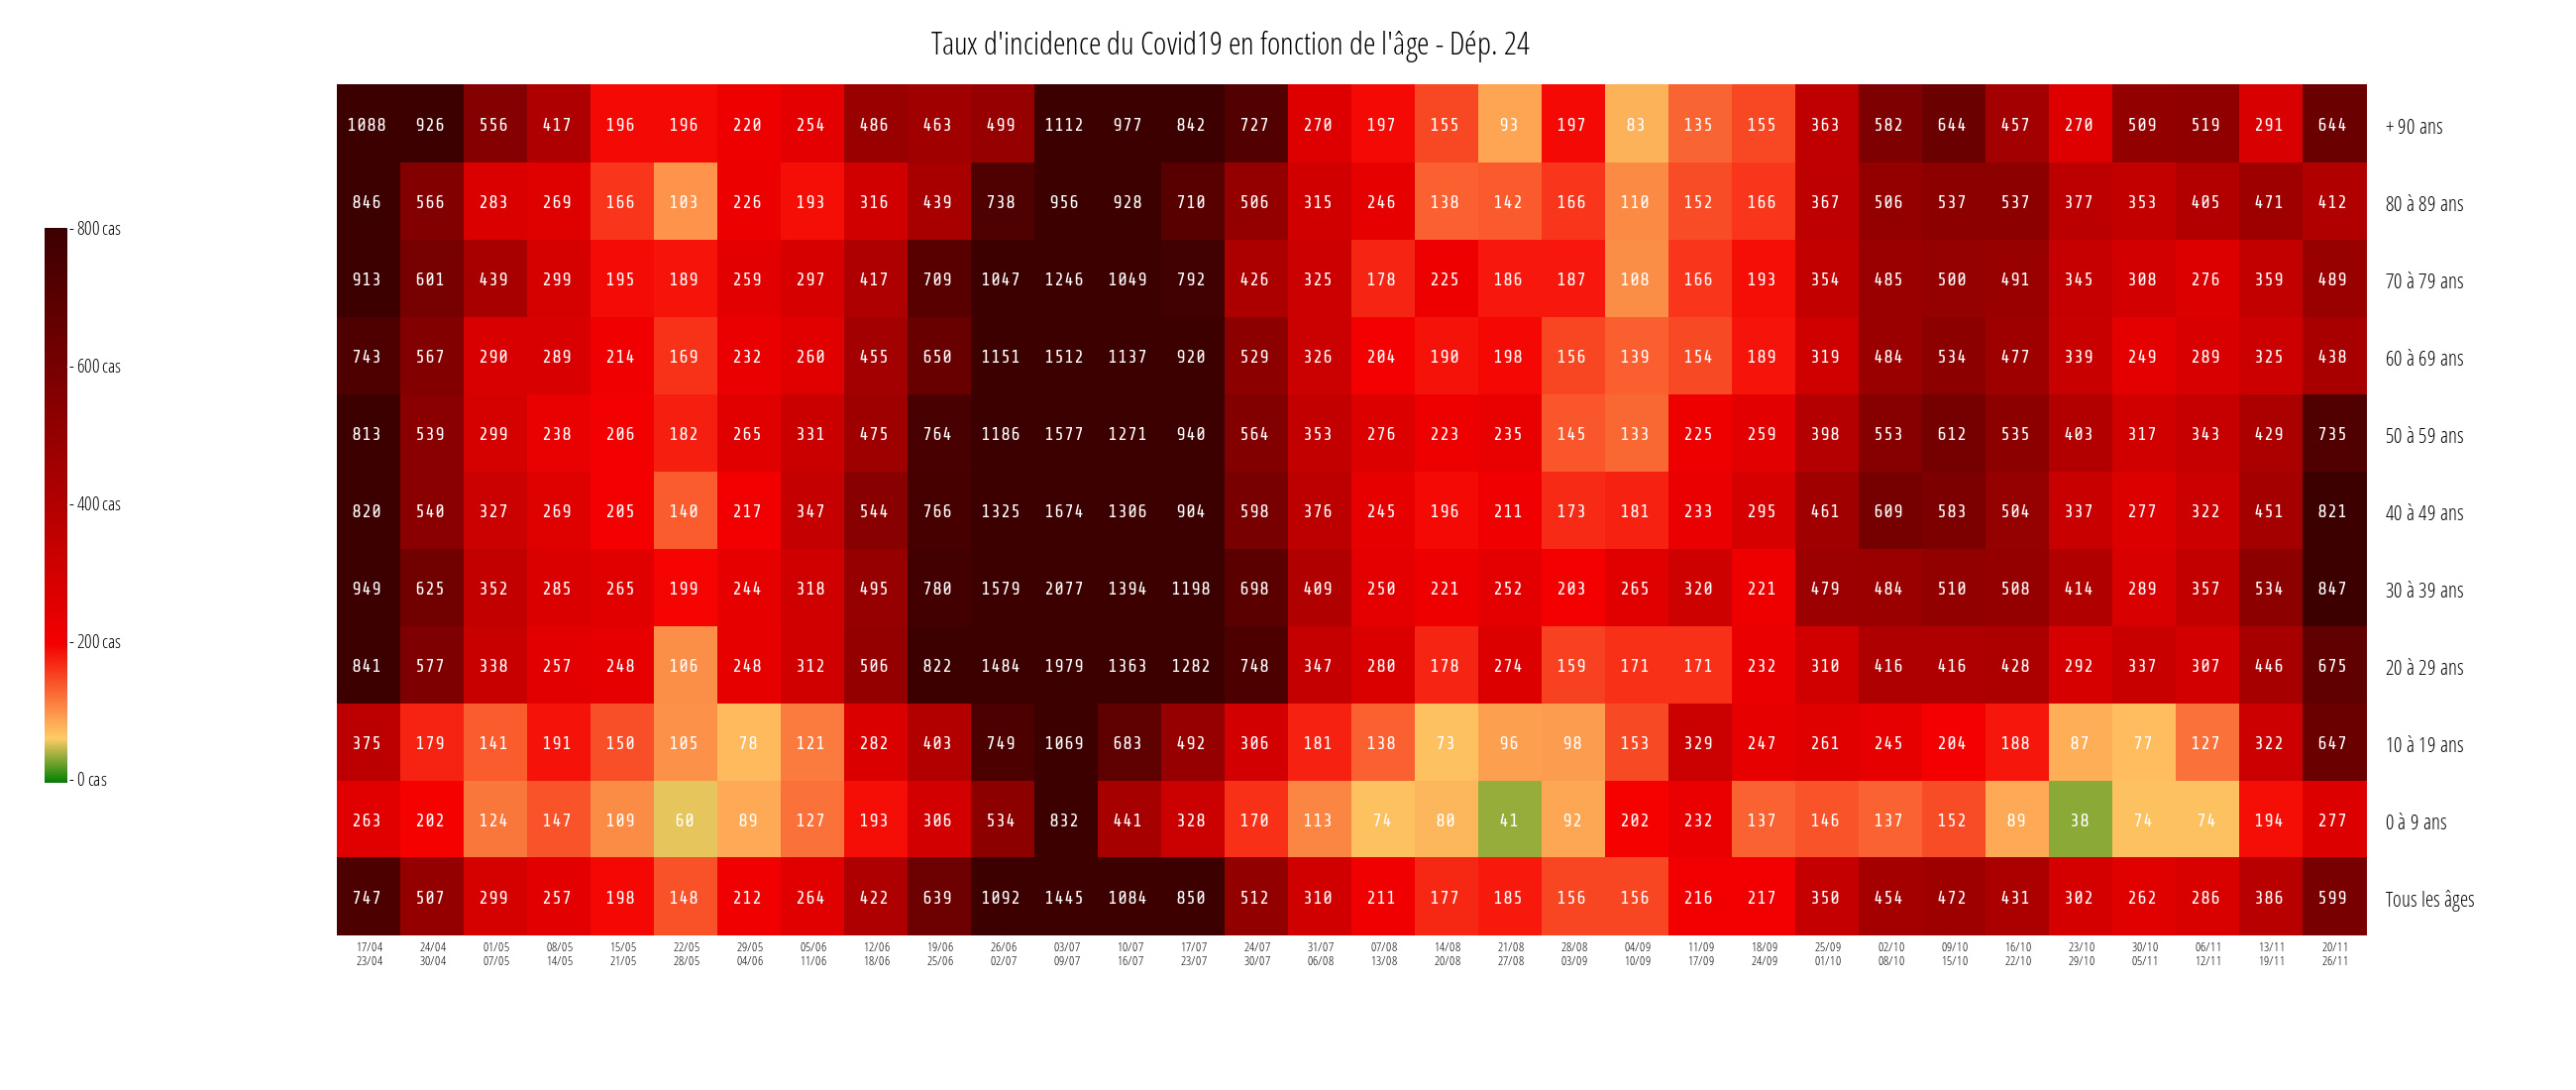 Taux d'incidence du Covid19 en fonction de l'âge - Dép. 24
- 800 cas
- 600 cas
- 400 cas
- 200 cas
- 0 cas
1088 926 556 417 196 196 220 254 486 463 499 1112 977 842 727 270 197 155 93 197 83 135 155 363 582 644 457 270 509 519 291 644 + 90 ans
846 566 283 269 166 103 226 193 316 439 738 956 928 710 506 315 246 138 142 166 110 152 166 367 506 537 537 377 353 405 471 412 80 à 89 ans
913 601 439 299 195 189 259 297 417 709 1047 1246 1049 792 426 325 178 225 186 187 108 166 193 354 485 500 491 345 308 276 359 489 70 à 79 ans
743 567 290 289 214 169 232 260 455 650 1151 1512 1137 920 529 326 204 190 198 156 139 154 189 319 484 534 477 339 249 289 325 438 60 à 69 ans
813 539 299 238 206 182 265 331 475 764 1186 1577 1271 940 564 353 276 223 235 145 133 225 259 398 553 612 535 403 317 343 429 735 50 à 59 ans
820 540 327 269 205 140 217 347 544 766 1325 1674 1306 904 598 376 245 196 211 173 181 233 295 461 609 583 504 337 277 322 451 821 40 à 49 ans
949 625 352 285 265 199 244 318 495 780 1579 2077 1394 1198 698 409 250 221 252 203 265 320 221 479 484 510 508 414 289 357 534 847 30 à 39 ans
841 577 338 257 248 106 248 312 506 822 1484 1979 1363 1282 748 347 280 178 274 159 171 171 232 310 416 416 428 292 337 307 446 675 20 à 29 ans
375 179 141 191 150 105 78 121 282 403 749 1069 683 492 306 181 138 73 96 98 153 329 247 261 245 204 188 87 77 127 322 647 10 à 19 ans
263 202 124 147 109 60 89 127 193 306 534 832 441 328 170 113 74 80 41 92 202 232 137 146 137 152 89 38 74 74 194 277 0 à 9 ans
747 507 299 257 198 148 212 264 422 639 1092 1445 1084 850 512 310 211 177 185 156 156 216 217 350 454 472 431 302 262 286 386 599 Tous les âges
17/04 24/04 01/05 08/05 15/05 22/05 29/05 05/06 12/06 19/06 26/06 03/07 10/07 17/07 24/07 31/07 07/08 14/08 21/08 28/08 04/09 11/09 18/09 25/09 02/10 09/10 16/10 23/10 30/10 06/11 13/11 20/11
23/04 30/04 07/05 14/05 21/05 28/05 04/06 11/06 18/06 25/06 02/07 09/07 16/07 23/07 30/07 06/08 13/08 20/08 27/08 03/09 10/09 17/09 24/09 01/10 08/10 15/10 22/10 29/10 05/11 12/11 19/11 26/11